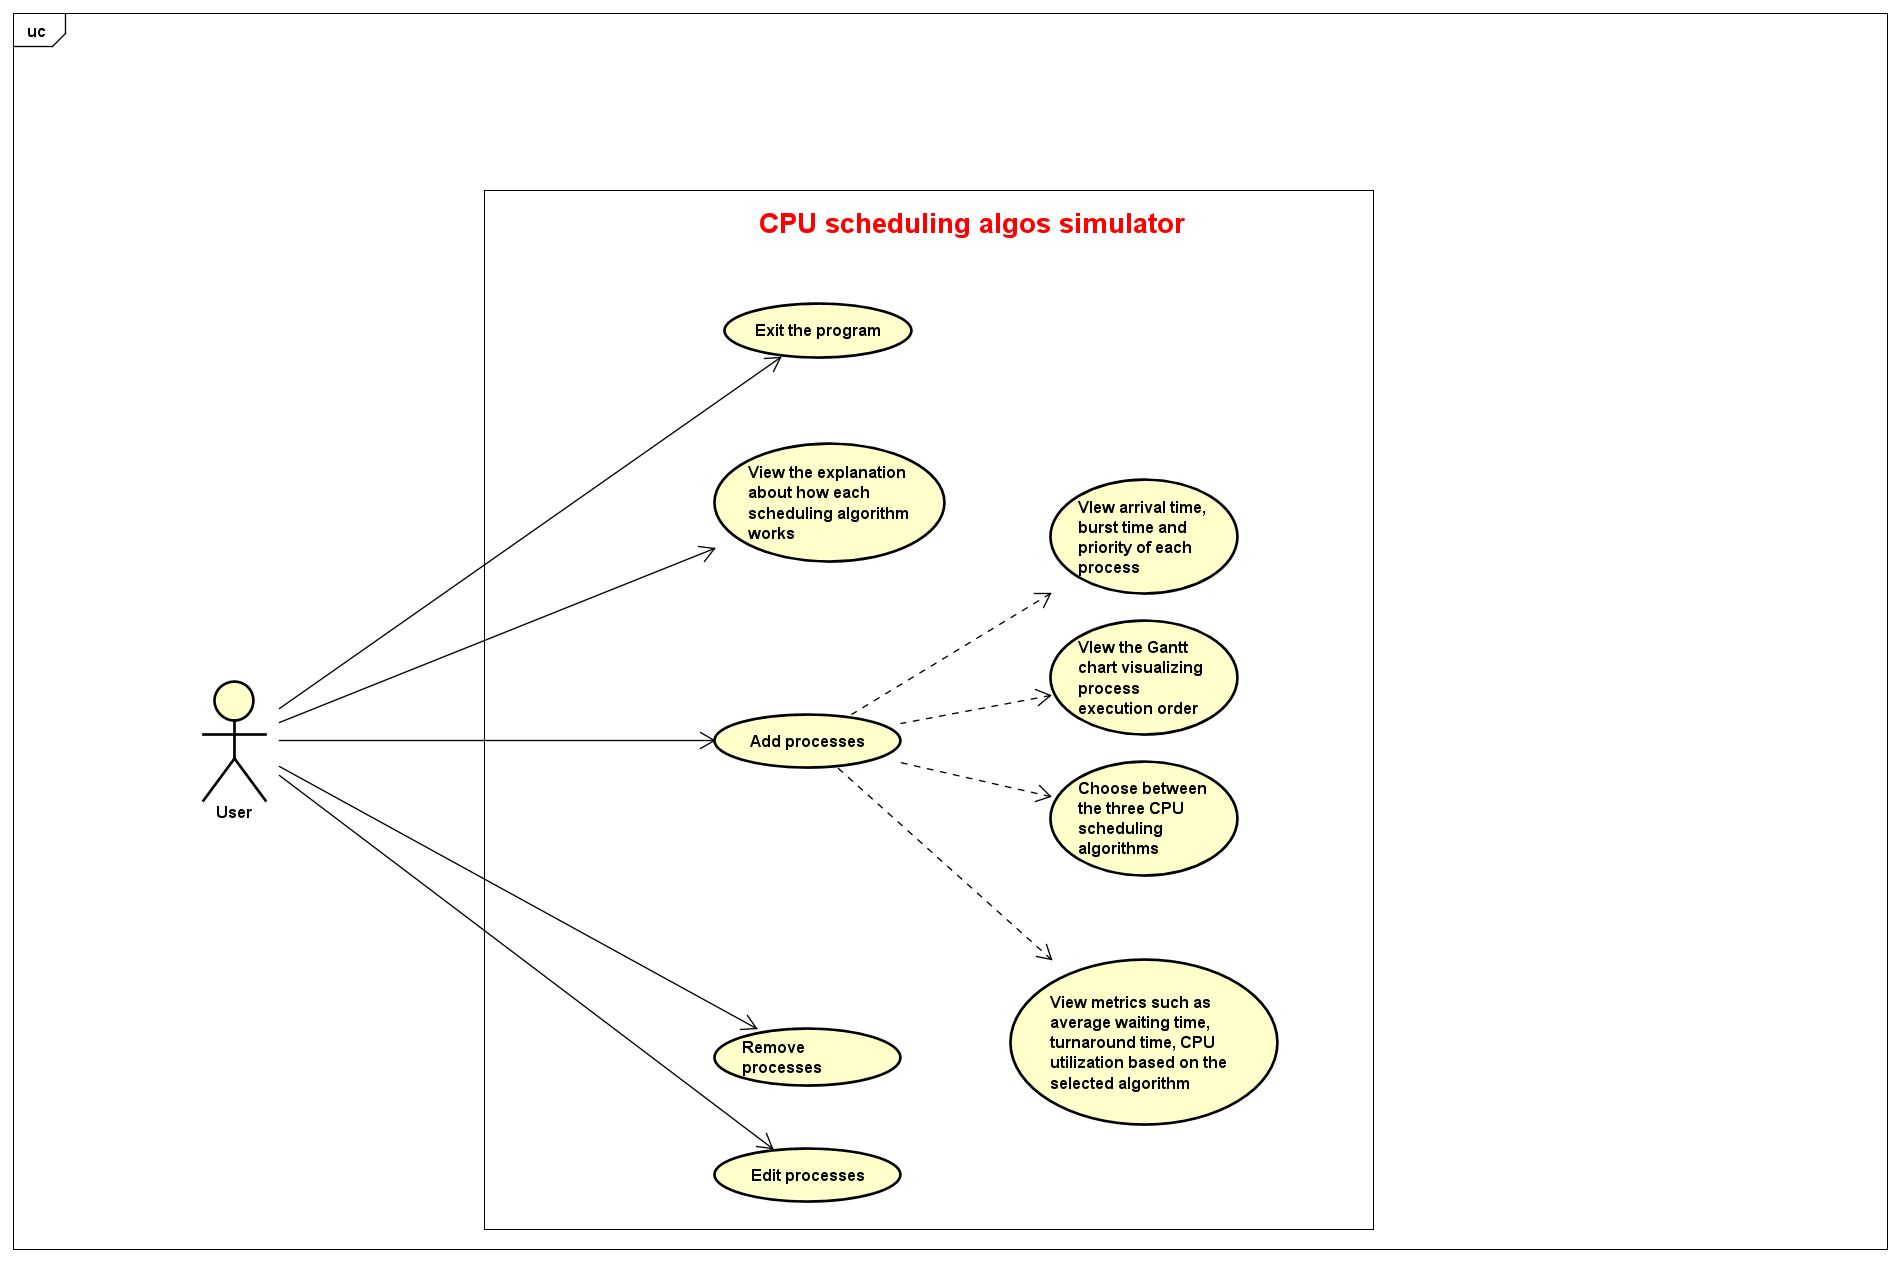 uc
CPU scheduling algos simulator
Exit the program
View the explanation
about how each
scheduling algorithm
works
VIew arrival time,
burst time and
priority of each
process
VIew the Gantt
chart visualizing
process
execution order
Add processes
Choose between
the three CPU
scheduling
algorithms
User
View metrics such as
average waiting time,
turnaround time, CPU
utilization based on the
selected algorithm
Remove
processes
Edit processes